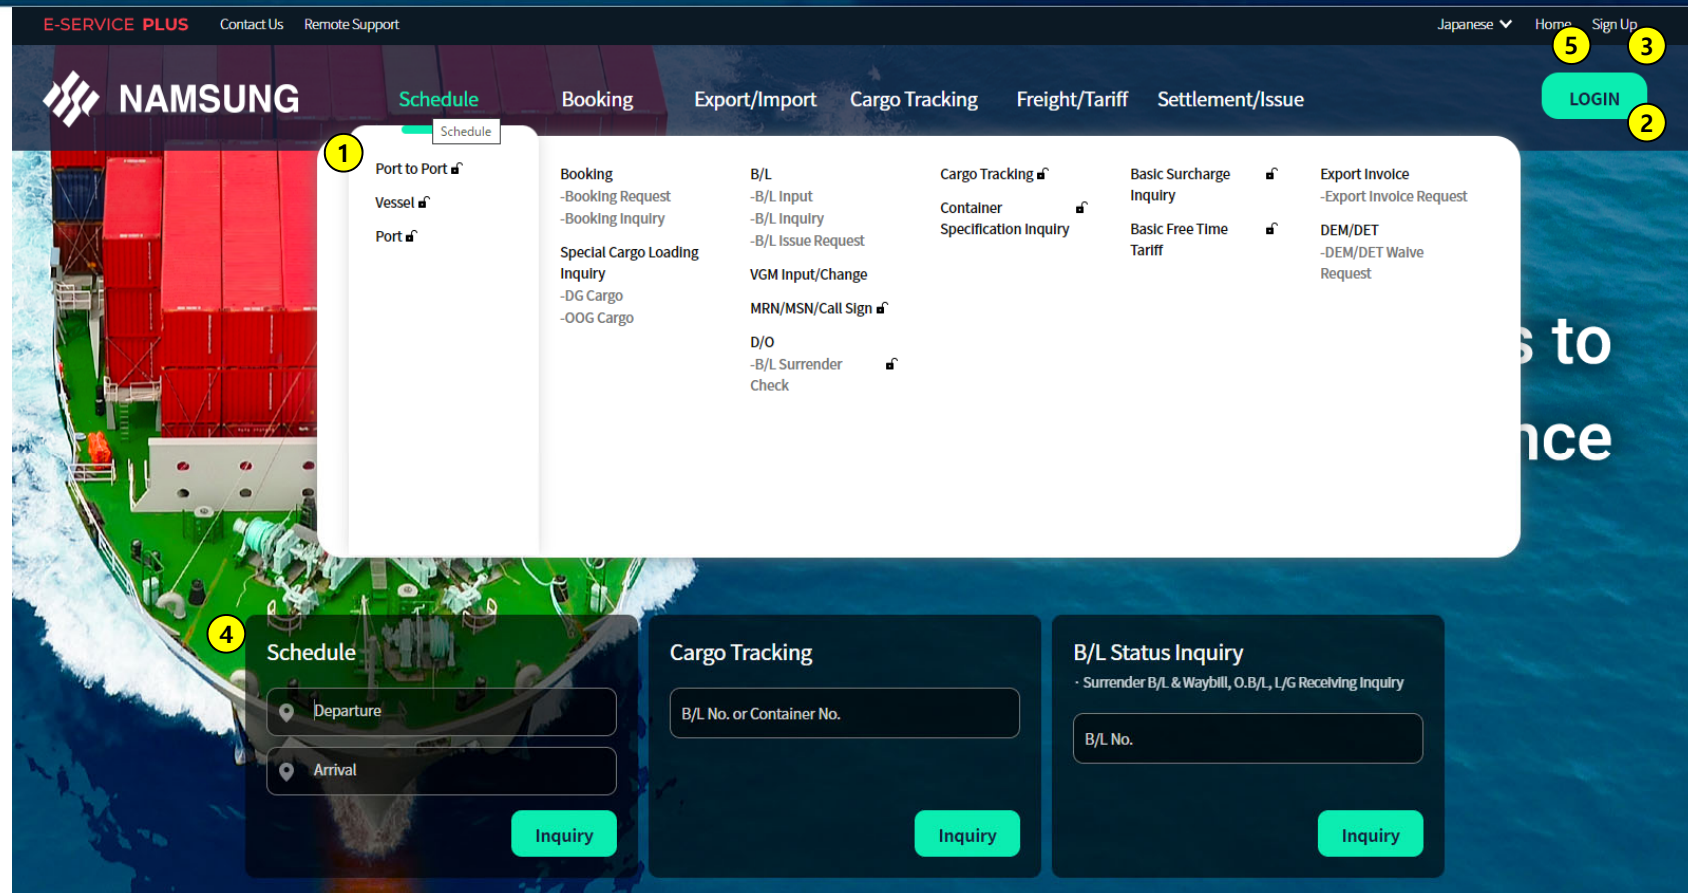 E-SERVICE PLUS Contact Us Remote Support Japanese Home Sign Up
5 3
NAMSUNG Schedule Booking Export/Import Cargo Tracking Freight/Tariff Settlement/Issue LOGIN
2
Schedule
1
Port to Port
Vessel
Port
Booking
-Booking Request
-Booking Inquiry
Special Cargo Loading
Inquiry
-DG Cargo
-OOG Cargo
B/L
-B/L Input
-B/L Inquiry
-B/L Issue Request
VGM Input/Change
MRN/MSN/Call Sign
D/O
-B/L Surrender
Check
Cargo Tracking
Container
Specification Inquiry
Basic Surcharge
Inquiry
Basic Free Time
Tariff
Export Invoice
-Export Invoice Request
DEM/DET
-DEM/DET Waive
Request
s to
nce
4
Schedule
Departure
Arrival
Inquiry
Cargo Tracking
B/L No. or Container No.
Inquiry
B/L Status Inquiry
· Surrender B/L & Waybill, O.B/L, L/G Receiving Inquiry
B/L No.
Inquiry